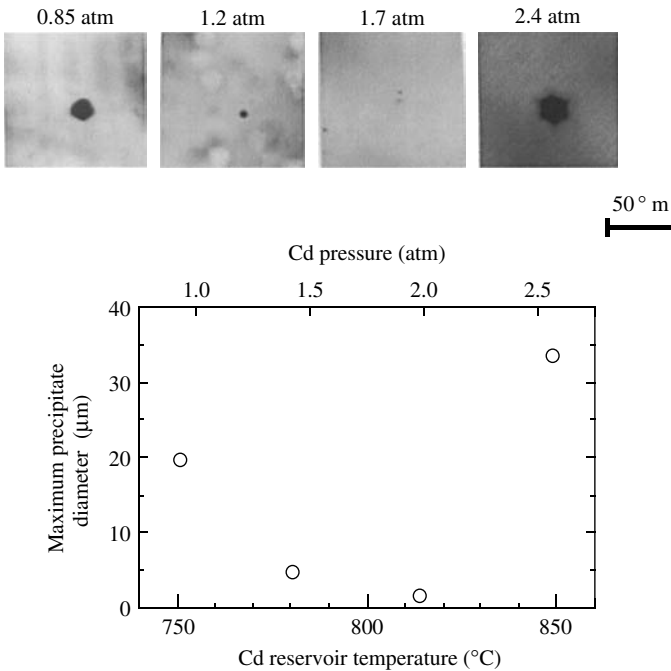 0.85 atm 1.2 atm 1.7 atm 2.4 atm
50° m
Cd pressure (atm)
1.0 1.5 2.0 2.5
40
30
20
10
0
Maximum precipitate
diameter (μm)
750 800 850
Cd reservoir temperature (°C)